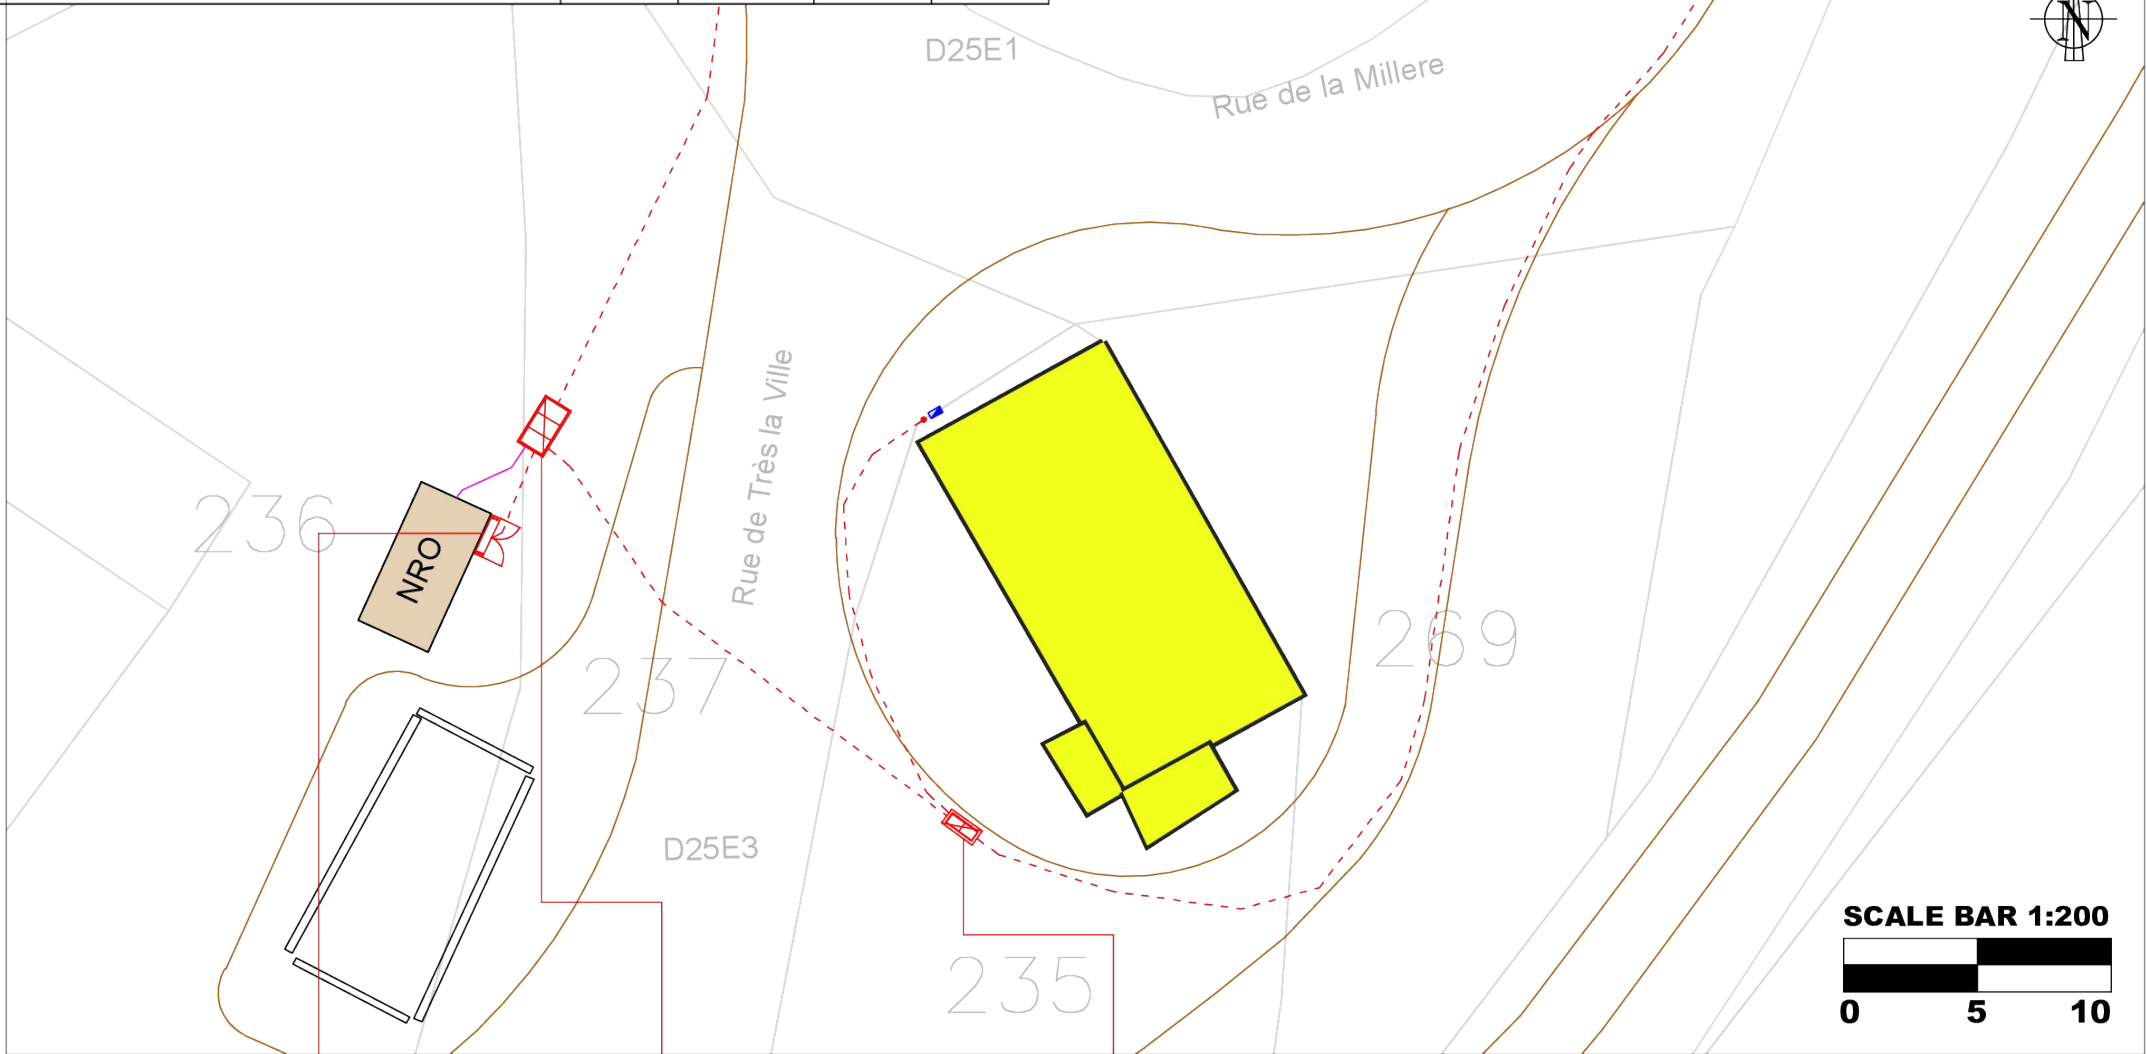 D25E1
Rue de la Millere
N
Rue de Très la Ville
236
NRO
237
269
D25E3
235
SCALE BAR 1:200
0 5 10